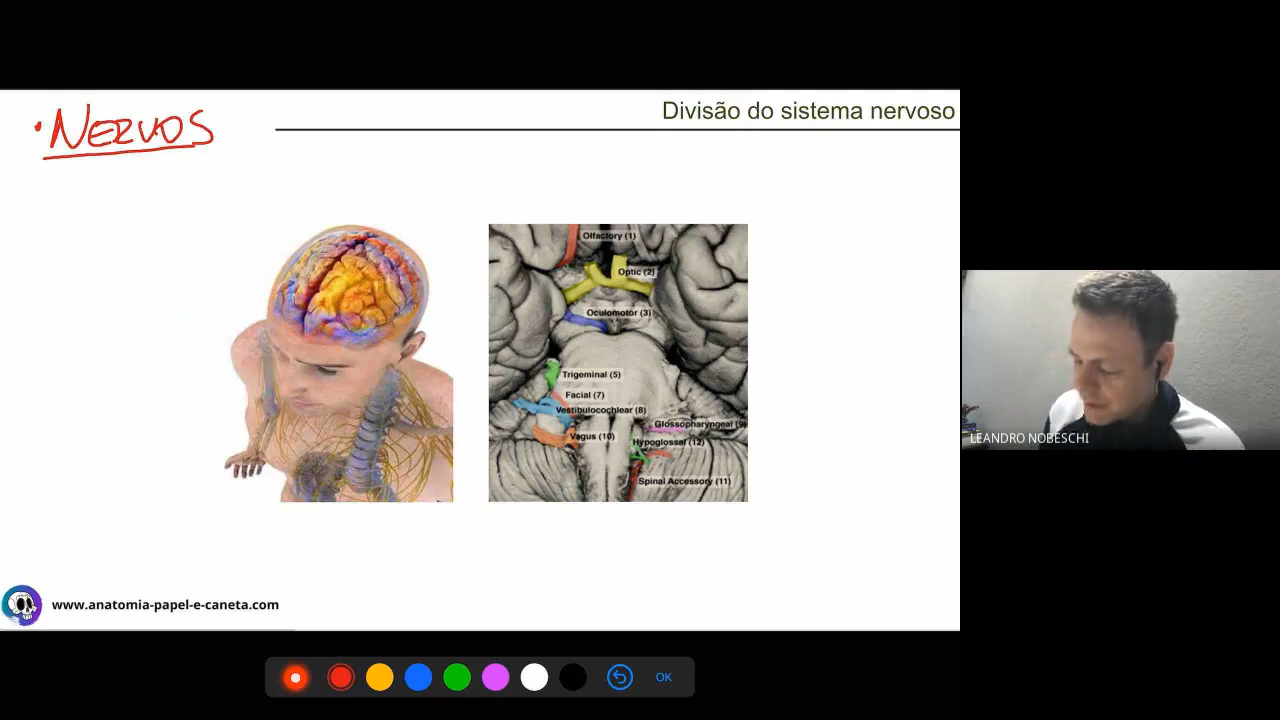 • NERVOS
Divisão do sistema nervoso
Olfactory (1)
Optic (2)
Oculomotor (3)
Trigeminal (5)
Facial (7)
Vestibulocochlear (8)
Glossopharyngeal (9)
Vagus (10)
Hypoglossal (12)
Spinal Accessory (11)
LEANDRO NOBESCHI
www.anatomia-papel-e-caneta.com
OK